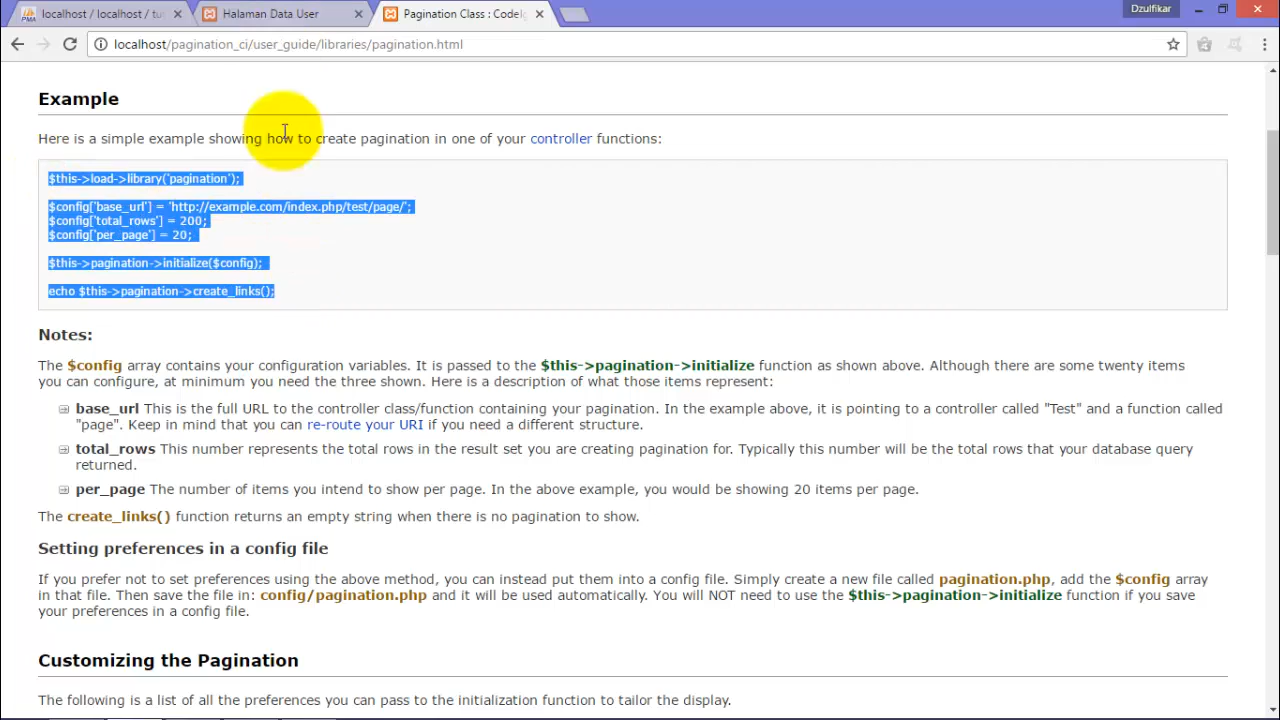 localhost / localhost / tu
Halaman Data User
Pagination Class : CodeIg
Dzulfikar
localhost/pagination_ci/user_guide/libraries/pagination.html
Example
Here is a simple example showing how to create pagination in one of your controller functions:
$this->load->library('pagination');
$config['base_url'] = 'http://example.com/index.php/test/page/';
$config['total_rows'] = 200;
$config['per_page'] = 20;
$this->pagination->initialize($config);
echo $this->pagination->create_links();
Notes:
The $config array contains your configuration variables. It is passed to the $this->pagination->initialize function as shown above. Although there are some twenty items
you can configure, at minimum you need the three shown. Here is a description of what those items represent:
base_url This is the full URL to the controller class/function containing your pagination. In the example above, it is pointing to a controller called "Test" and a function called
"page". Keep in mind that you can re-route your URI if you need a different structure.
total_rows This number represents the total rows in the result set you are creating pagination for. Typically this number will be the total rows that your database query
returned.
per_page The number of items you intend to show per page. In the above example, you would be showing 20 items per page.
The create_links() function returns an empty string when there is no pagination to show.
Setting preferences in a config file
If you prefer not to set preferences using the above method, you can instead put them into a config file. Simply create a new file called pagination.php, add the $config array
in that file. Then save the file in: config/pagination.php and it will be used automatically. You will NOT need to use the $this->pagination->initialize function if you save
your preferences in a config file.
Customizing the Pagination
The following is a list of all the preferences you can pass to the initialization function to tailor the display.